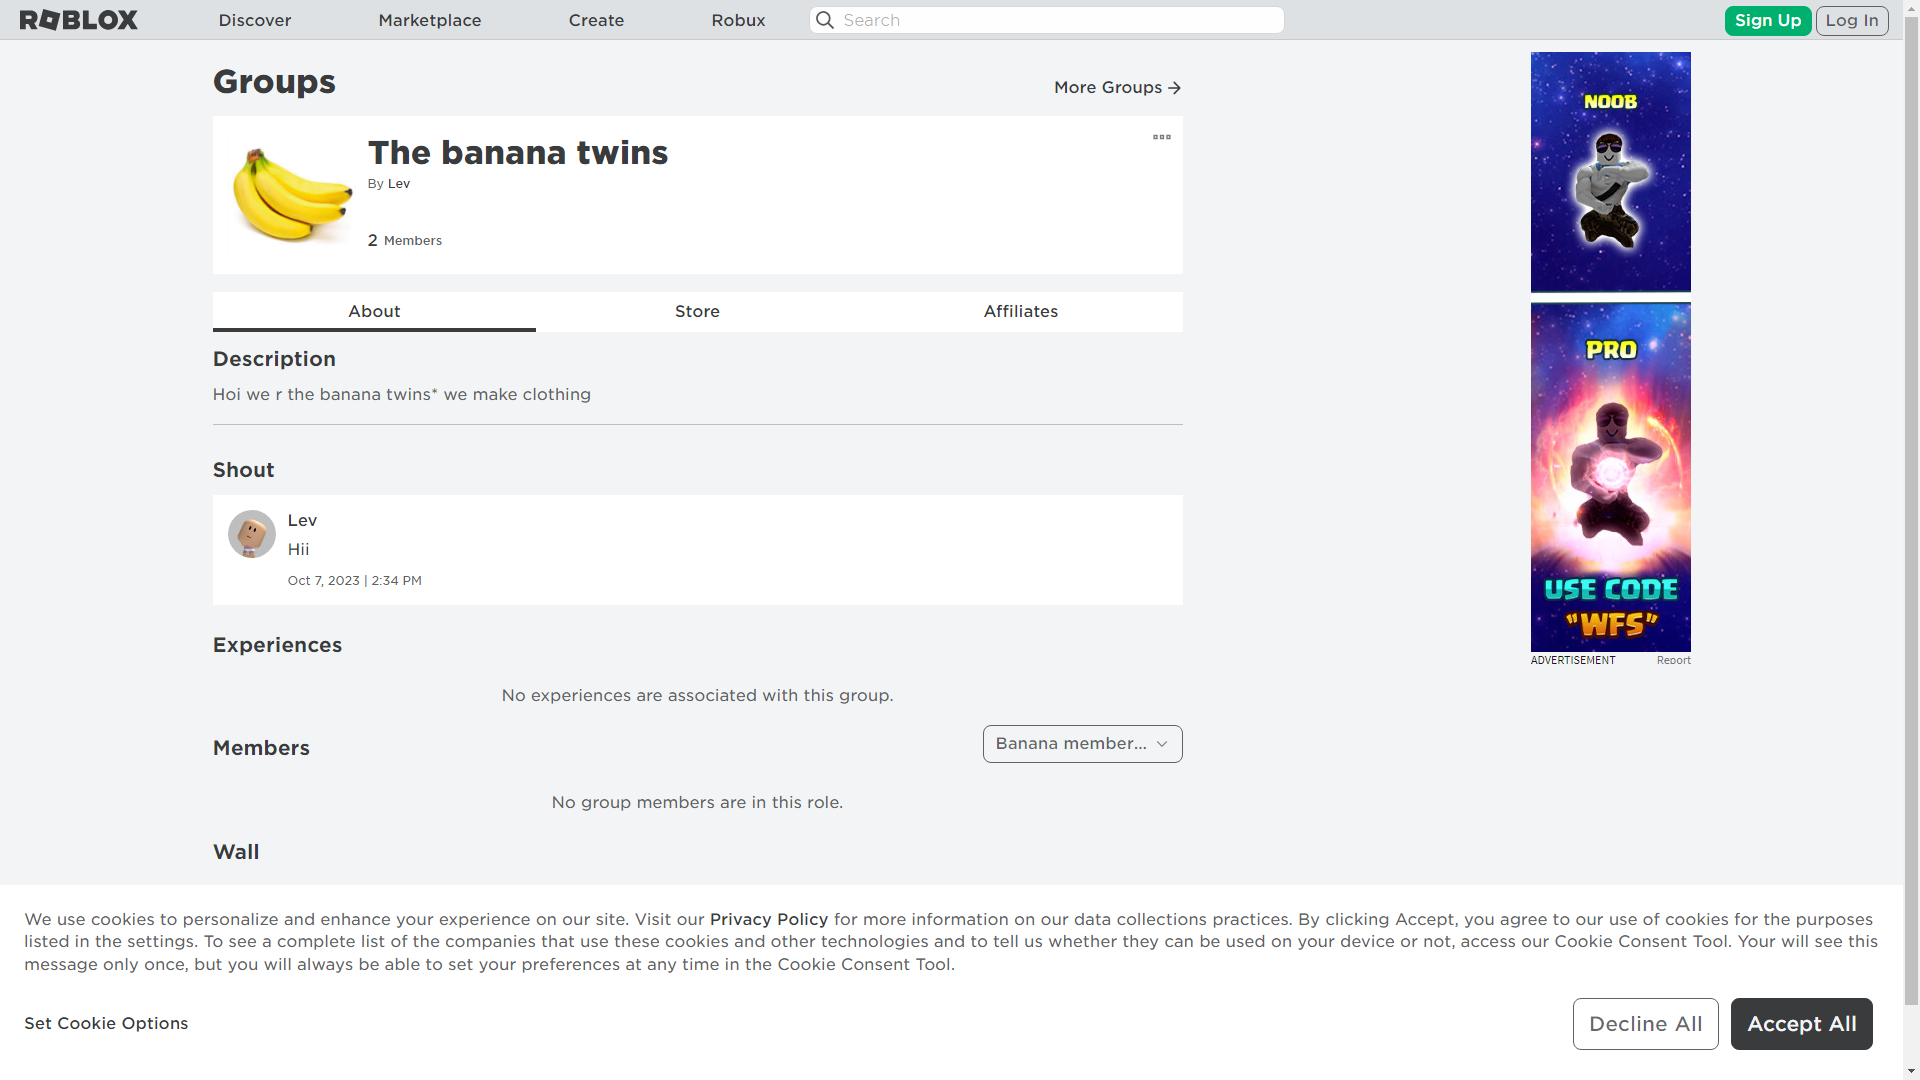 ROBLOX
Discover
Marketplace
Create
Robux
Search
Sign Up
Log In
Groups
More Groups
The banana twins
By Lev
2 Members
About
Store
Affiliates
Description
Hoi we r the banana twins* we make clothing
Shout
Lev
Hii
Oct 7, 2023 | 2:34 PM
Experiences
No experiences are associated with this group.
Members
Banana member...
No group members are in this role.
Wall
NOOB
PRO
USE CODE
"WFS"
ADVERTISEMENT
Report
We use cookies to personalize and enhance your experience on our site. Visit our Privacy Policy for more information on our data collections practices. By clicking Accept, you agree to our use of cookies for the purposes
listed in the settings. To see a complete list of the companies that use these cookies and other technologies and to tell us whether they can be used on your device or not, access our Cookie Consent Tool. Your will see this
message only once, but you will always be able to set your preferences at any time in the Cookie Consent Tool.
Set Cookie Options
Decline All
Accept All